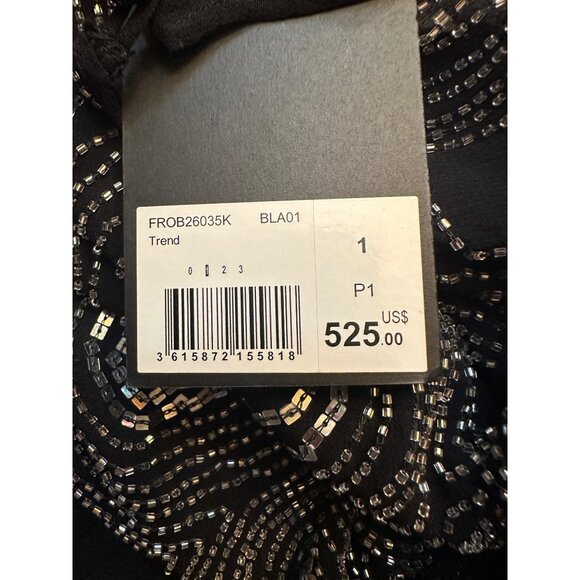 FROB26035K BLA01
Trend
0 1 2 3
3 615872 155818
1
P1
US$
525.00